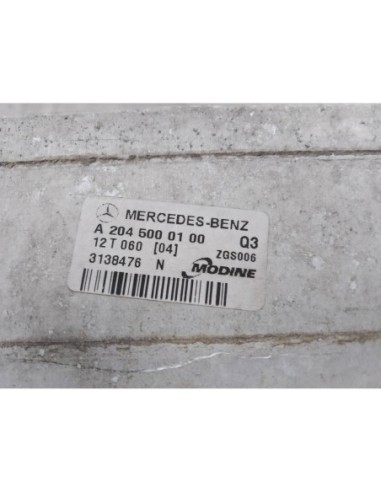 MERCEDES-BENZ
A 204 500 01 00 Q3
12 T 060 [04] ZGS006
3138476 N MODINE